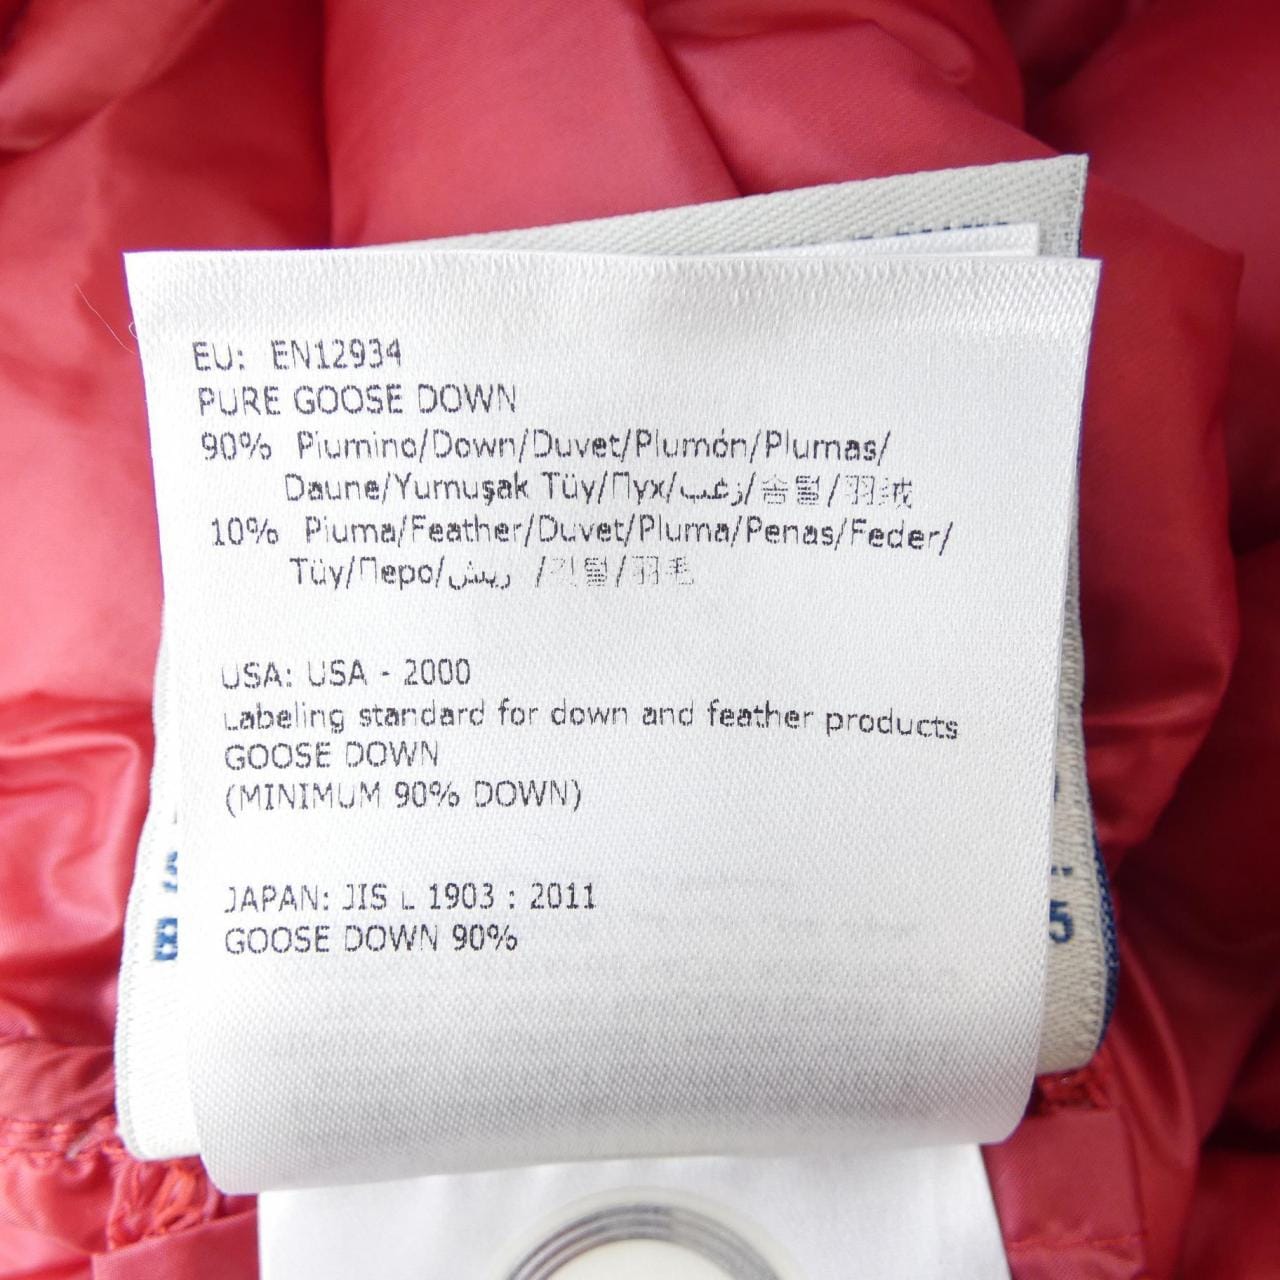 EU: EN12934
PURE GOOSE DOWN
90% Piumino/Down/Duvet/Plumón/Plumas/
Daune/Yumuşak Tüy/Пух/زغب/솜털/羽绒
10% Piuma/Feather/Duvet/Pluma/Penas/Feder/
Tüy/Перо/ريش /깃털/羽毛
USA: USA - 2000
Labeling standard for down and feather products
GOOSE DOWN
(MINIMUM 90% DOWN)
JAPAN: JIS L 1903 : 2011
GOOSE DOWN 90%
5